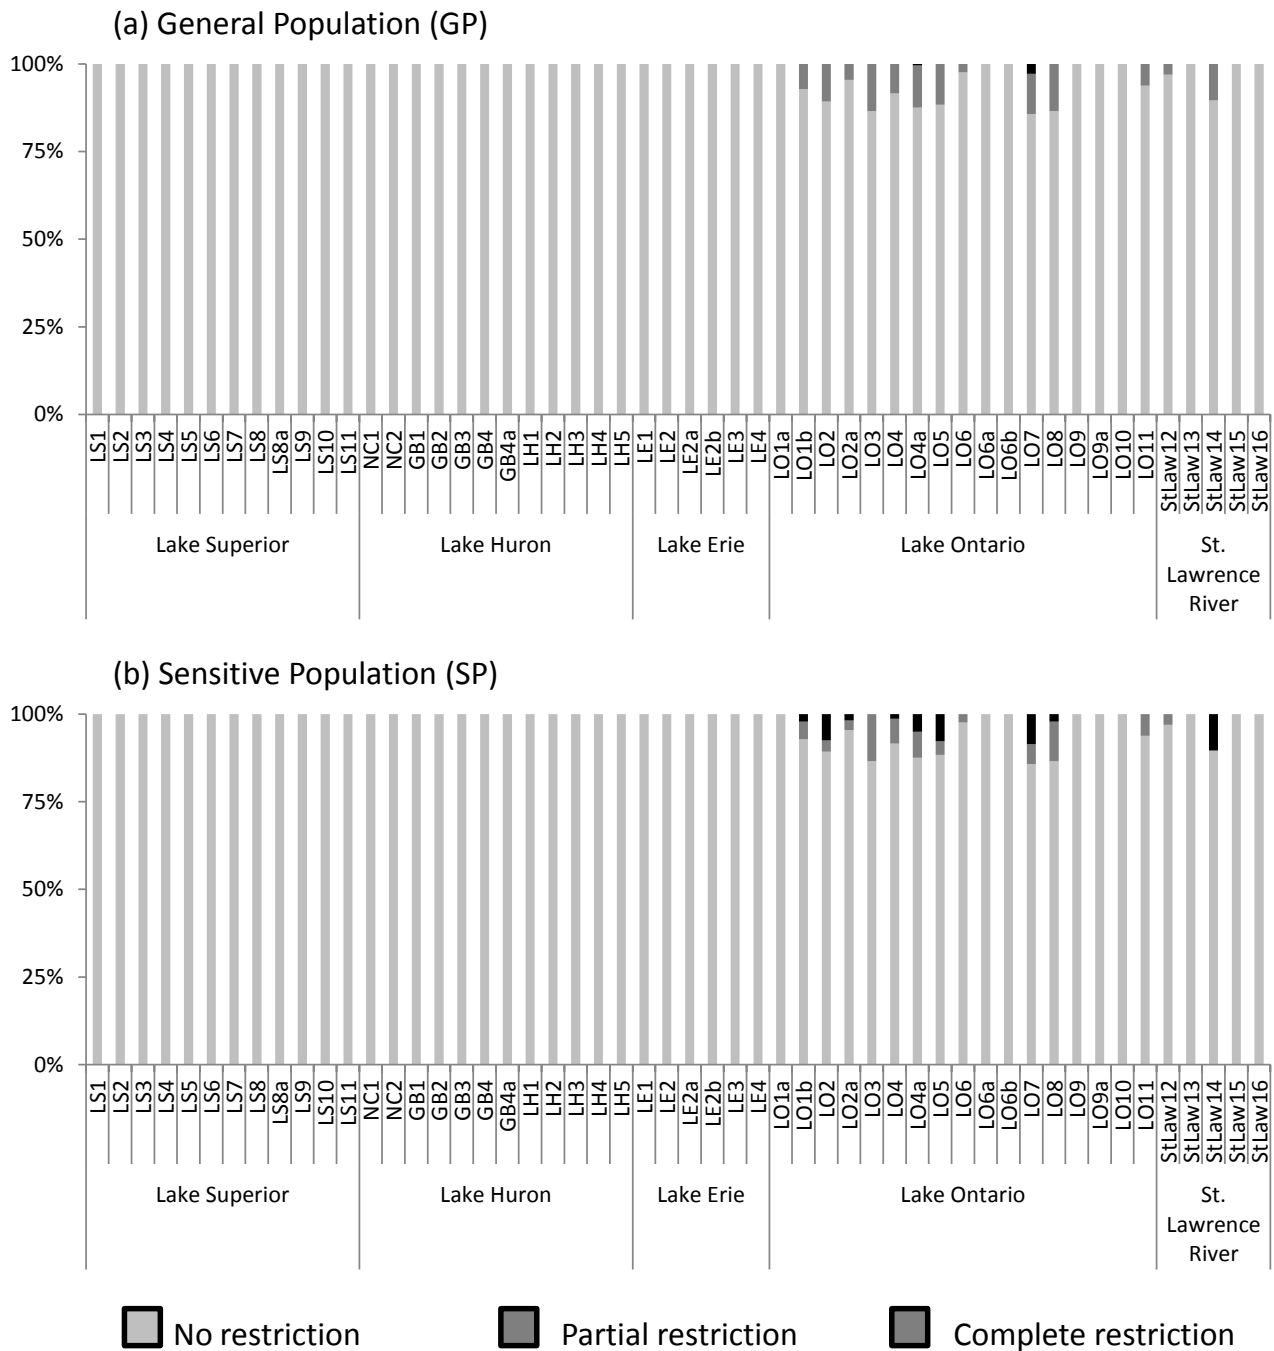 (a) General Population (GP)
100%
75%
50%
25%
0%
LS1 LS2 LS3 LS4 LS5 LS6 LS7 LS8 LS8a LS9 LS10 LS11 NC1 NC2 GB1 GB2 GB3 GB4 GB4a LH1 LH2 LH3 LH4 LH5 LE1 LE2 LE2a LE2b LE3 LE4 LO1a LO1b LO2 LO2a LO3 LO4 LO4a LO5 LO6 LO6a LO6b LO7 LO8 LO9 LO9a LO10 LO11 StLaw12 StLaw13 StLaw14 StLaw15 StLaw16
Lake Superior Lake Huron Lake Erie Lake Ontario St.
Lawrence
River
(b) Sensitive Population (SP)
100%
75%
50%
25%
0%
LS1 LS2 LS3 LS4 LS5 LS6 LS7 LS8 LS8a LS9 LS10 LS11 NC1 NC2 GB1 GB2 GB3 GB4 GB4a LH1 LH2 LH3 LH4 LH5 LE1 LE2 LE2a LE2b LE3 LE4 LO1a LO1b LO2 LO2a LO3 LO4 LO4a LO5 LO6 LO6a LO6b LO7 LO8 LO9 LO9a LO10 LO11 StLaw12 StLaw13 StLaw14 StLaw15 StLaw16
Lake Superior Lake Huron Lake Erie Lake Ontario St.
Lawrence
River
No restriction Partial restriction Complete restriction